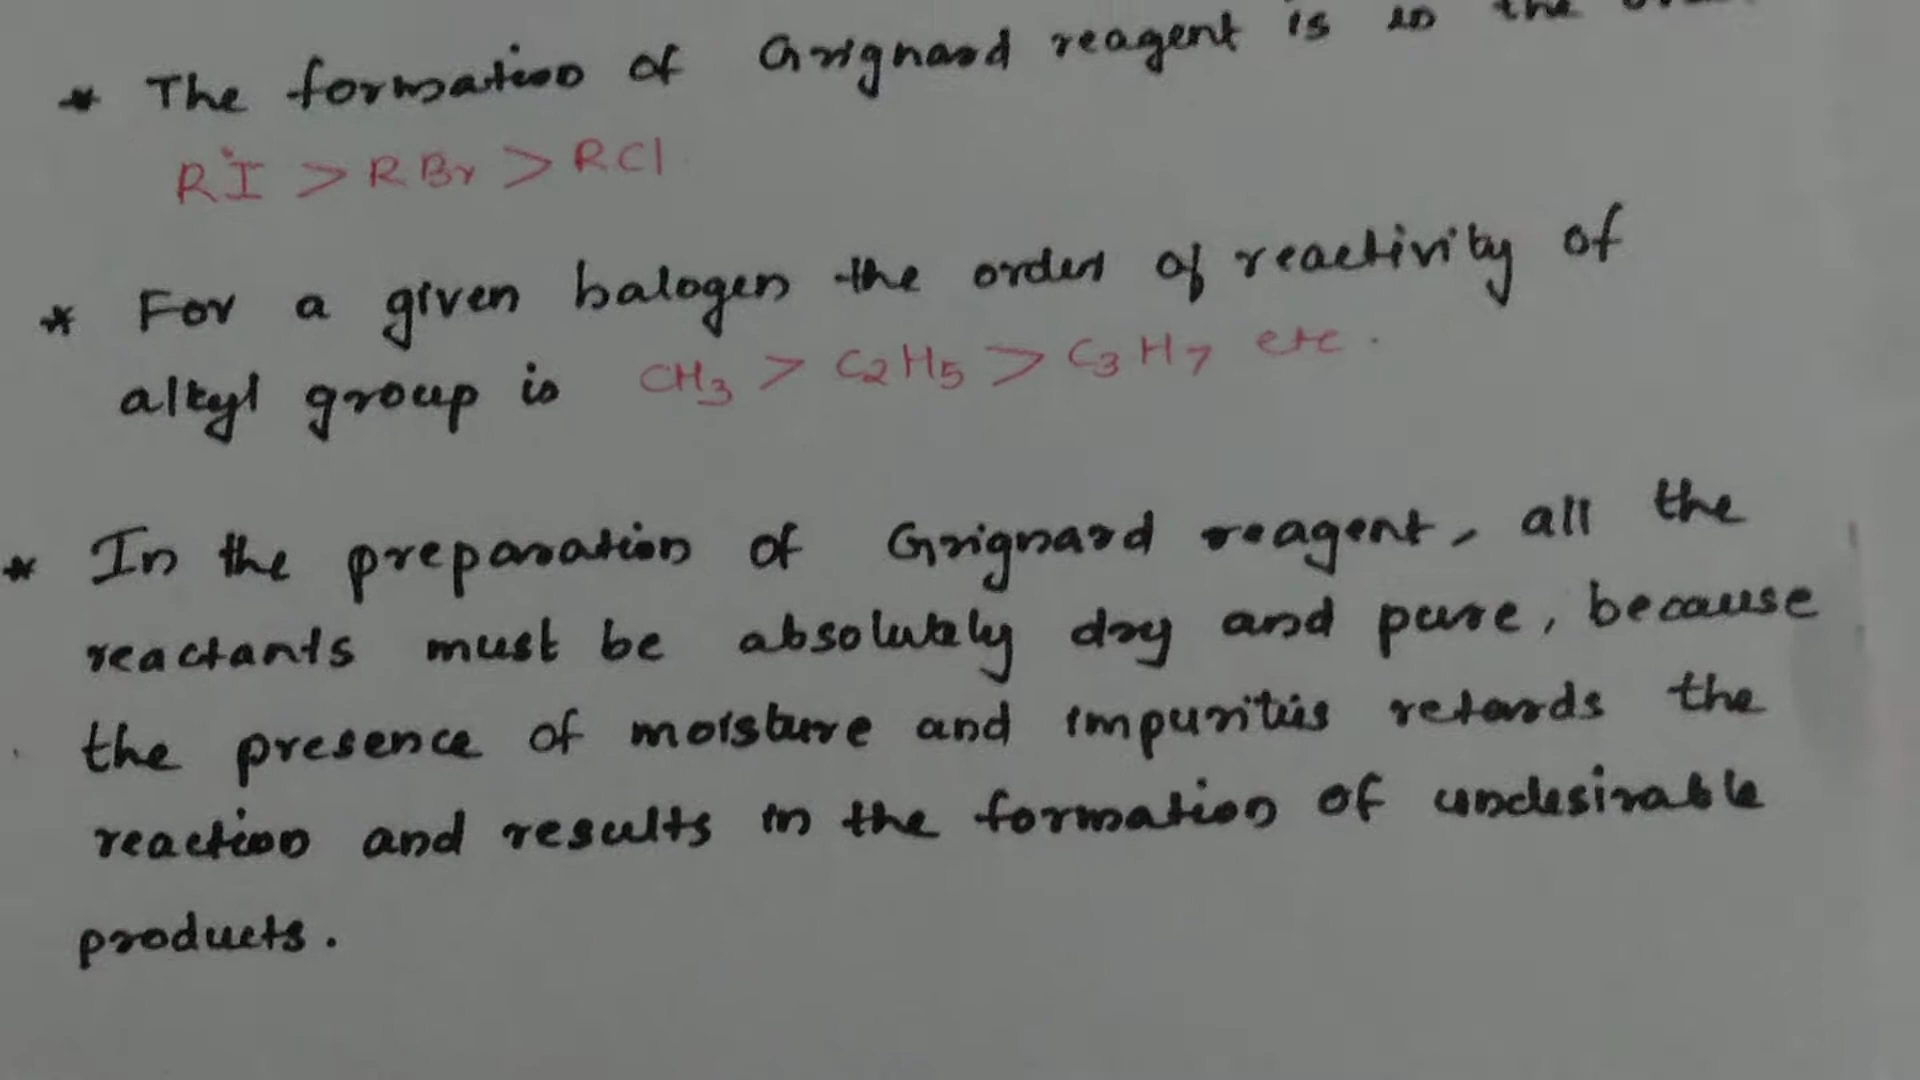 * The formation of Grignard reagent is in the
RI > RBr > RCl
* For a given halogen the order of reactivity of
alkyl group is CH3 > C2H5 > C3H7 etc.
* In the preparation of Grignard reagent, all the
reactants must be absolutely dry and pure, because
the presence of moisture and impurities retards the
reaction and results in the formation of undesirable
products.